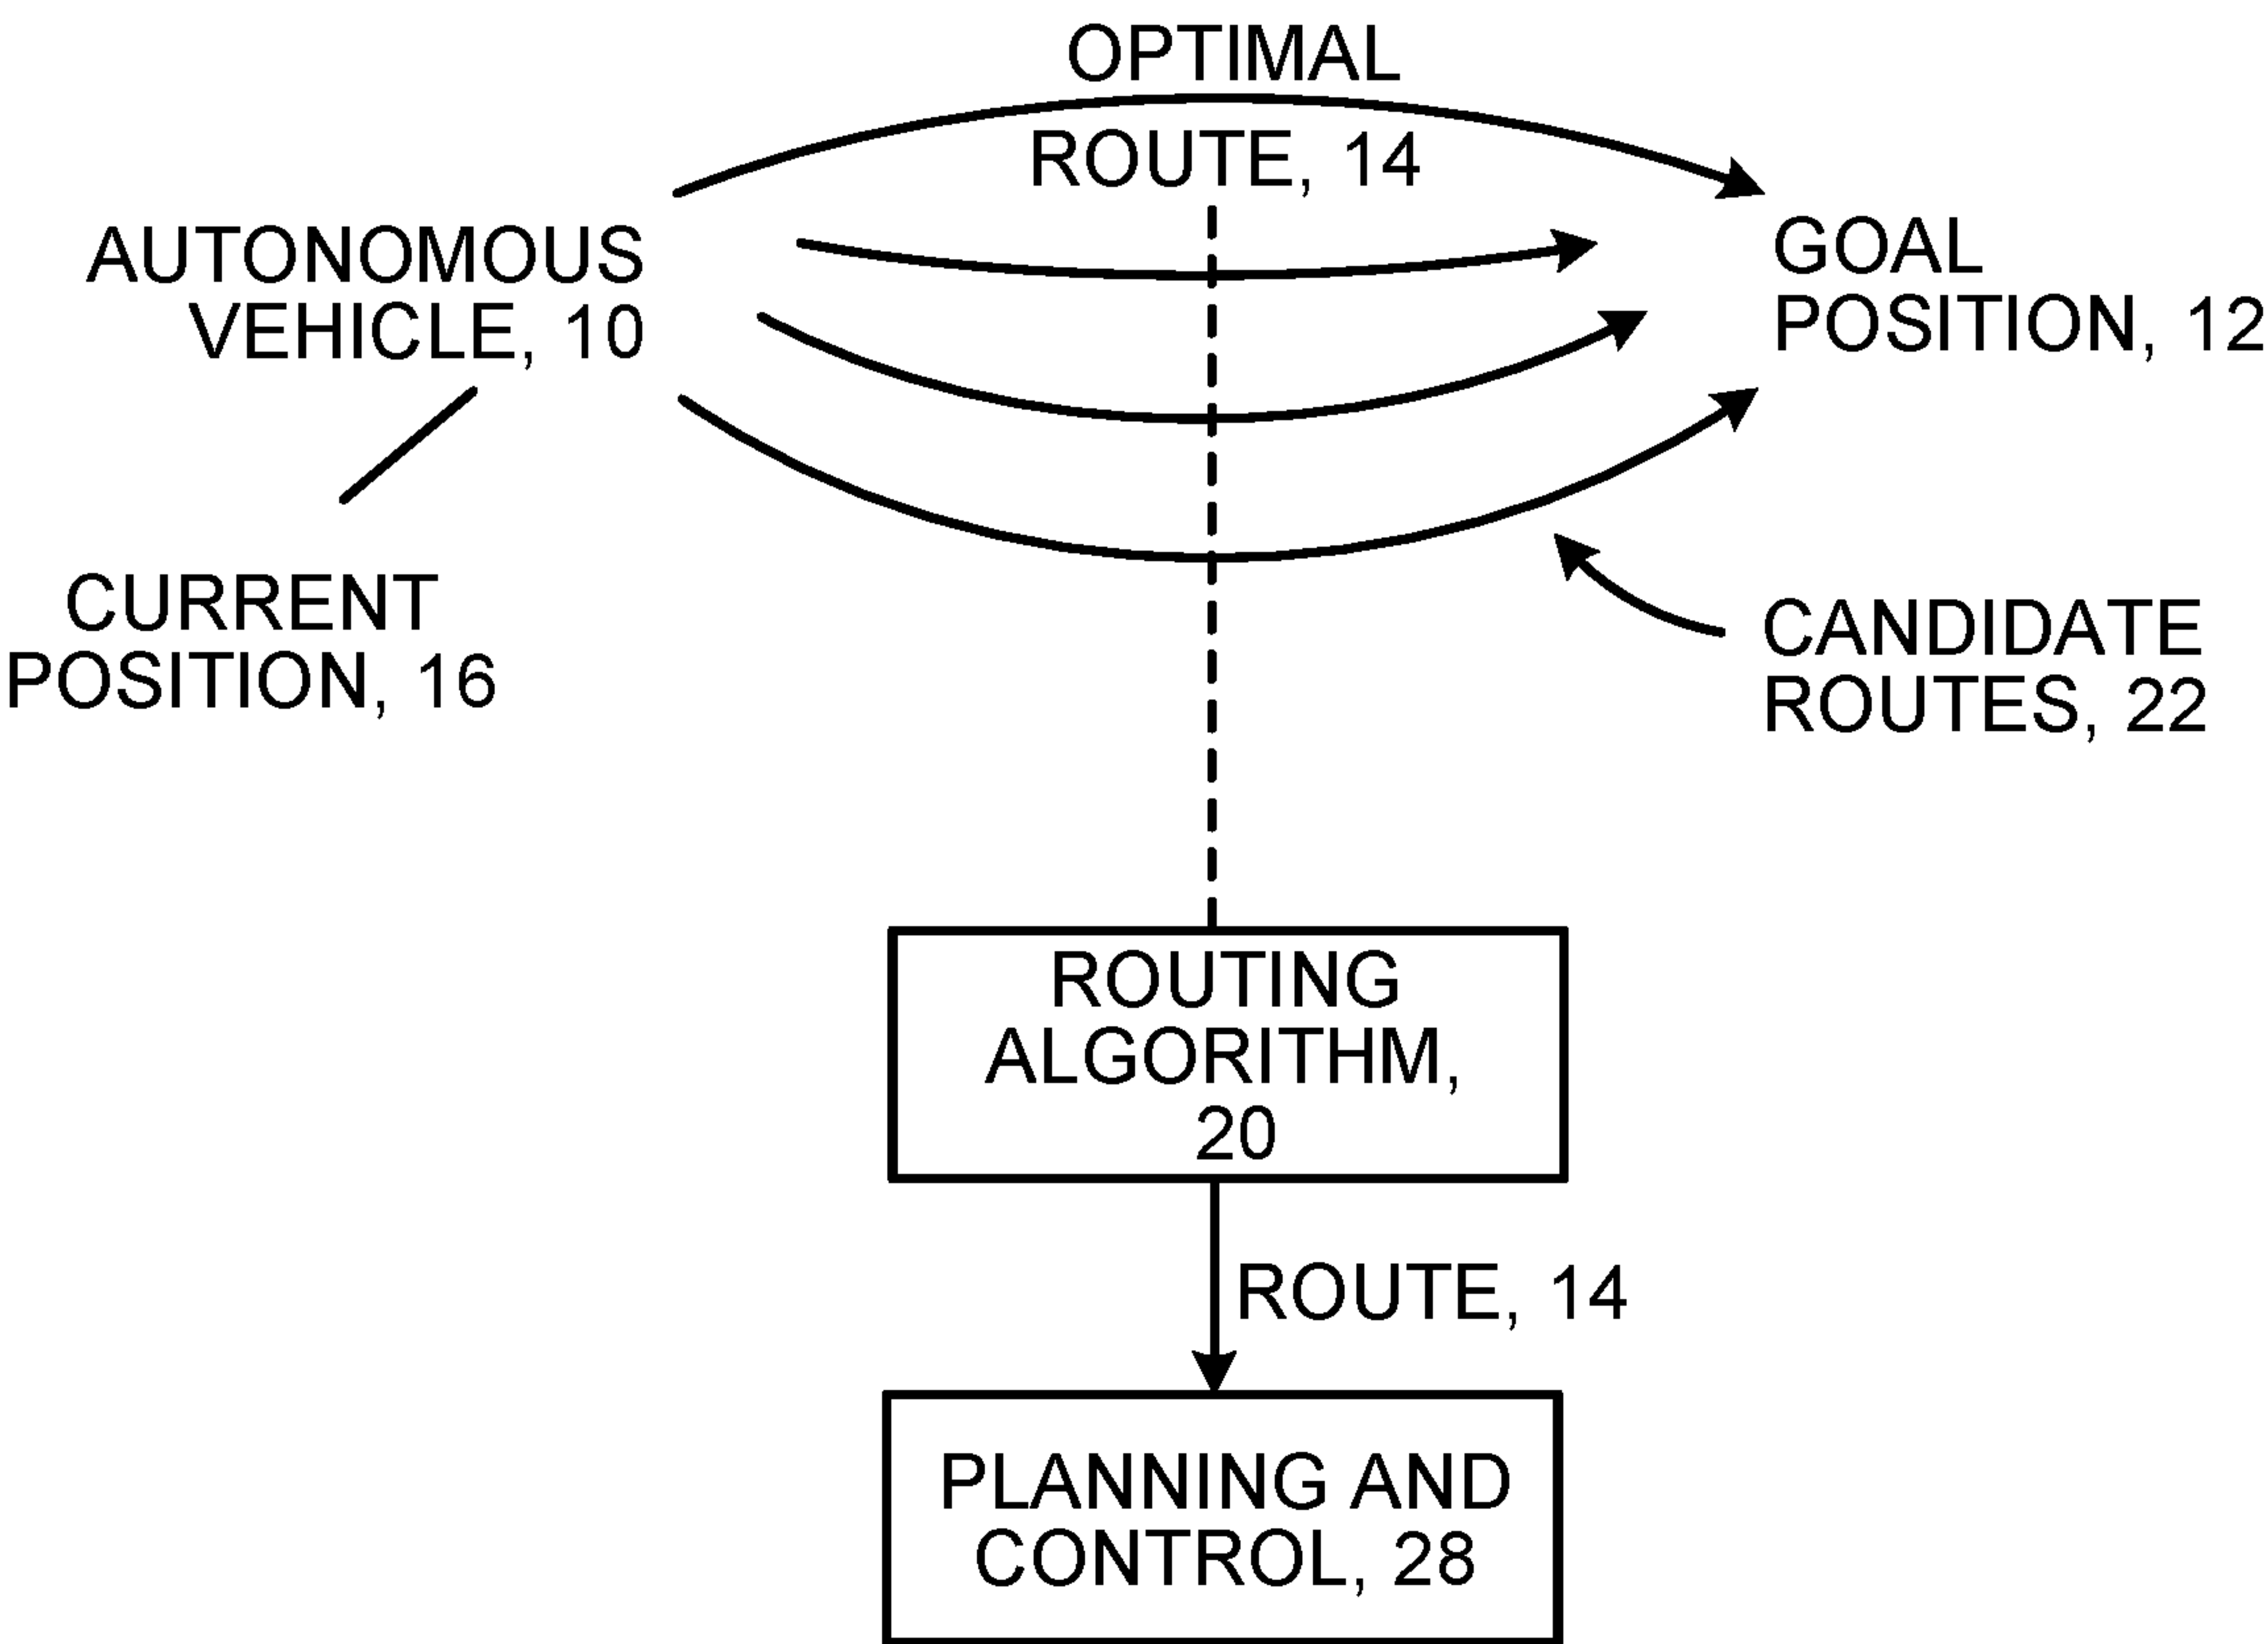 OPTIMAL
ROUTE, 14
AUTONOMOUS
VEHICLE, 10
GOAL
POSITION, 12
CURRENT
POSITION, 16
CANDIDATE
ROUTES, 22
ROUTING
ALGORITHM,
20
ROUTE, 14
PLANNING AND
CONTROL, 28